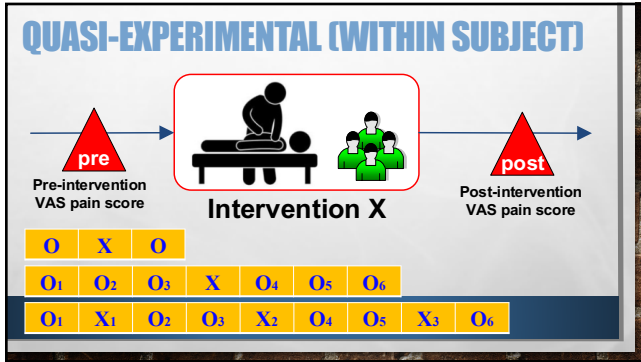 QUASI-EXPERIMENTAL (WITHIN SUBJECT)
pre
post
Pre-intervention
VAS pain score
Intervention X
Post-intervention
VAS pain score
O X O
O1 O2 O3 X O4 O5 O6
O1 X1 O2 O3 X2 O4 O5 X3 O6